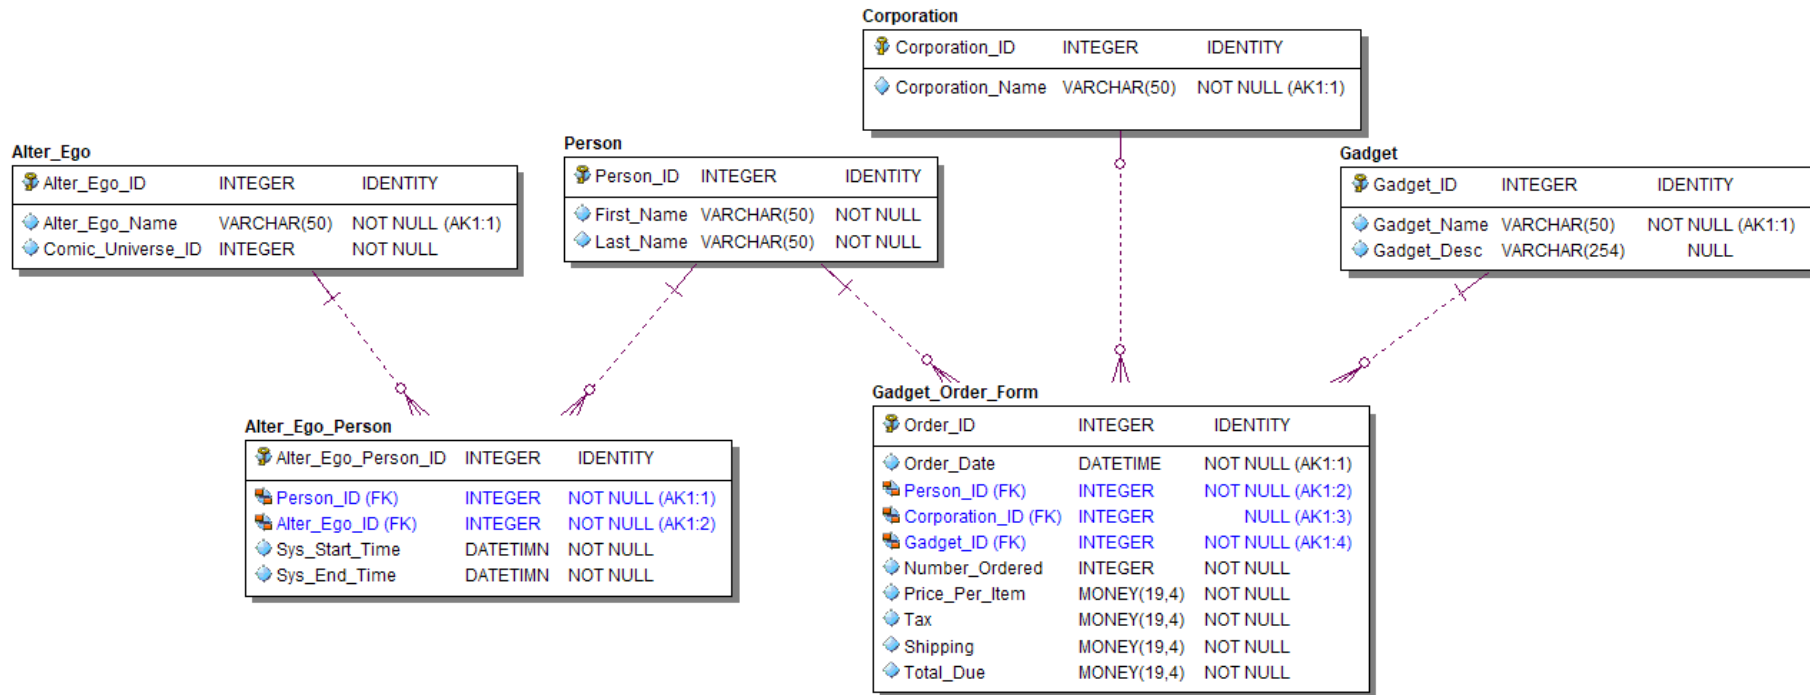 Corporation
Corporation_ID INTEGER IDENTITY
Corporation_Name VARCHAR(50) NOT NULL (AK1:1)
Alter_Ego
Alter_Ego_ID INTEGER IDENTITY
Alter_Ego_Name VARCHAR(50) NOT NULL (AK1:1)
Comic_Universe_ID INTEGER NOT NULL
Person
Person_ID INTEGER IDENTITY
First_Name VARCHAR(50) NOT NULL
Last_Name VARCHAR(50) NOT NULL
Gadget
Gadget_ID INTEGER IDENTITY
Gadget_Name VARCHAR(50) NOT NULL (AK1:1)
Gadget_Desc VARCHAR(254) NULL
Alter_Ego_Person
Alter_Ego_Person_ID INTEGER IDENTITY
Person_ID (FK) INTEGER NOT NULL (AK1:1)
Alter_Ego_ID (FK) INTEGER NOT NULL (AK1:2)
Sys_Start_Time DATETIMN NOT NULL
Sys_End_Time DATETIMN NOT NULL
Gadget_Order_Form
Order_ID INTEGER IDENTITY
Order_Date DATETIME NOT NULL (AK1:1)
Person_ID (FK) INTEGER NOT NULL (AK1:2)
Corporation_ID (FK) INTEGER NULL (AK1:3)
Gadget_ID (FK) INTEGER NOT NULL (AK1:4)
Number_Ordered INTEGER NOT NULL
Price_Per_Item MONEY(19,4) NOT NULL
Tax MONEY(19,4) NOT NULL
Shipping MONEY(19,4) NOT NULL
Total_Due MONEY(19,4) NOT NULL